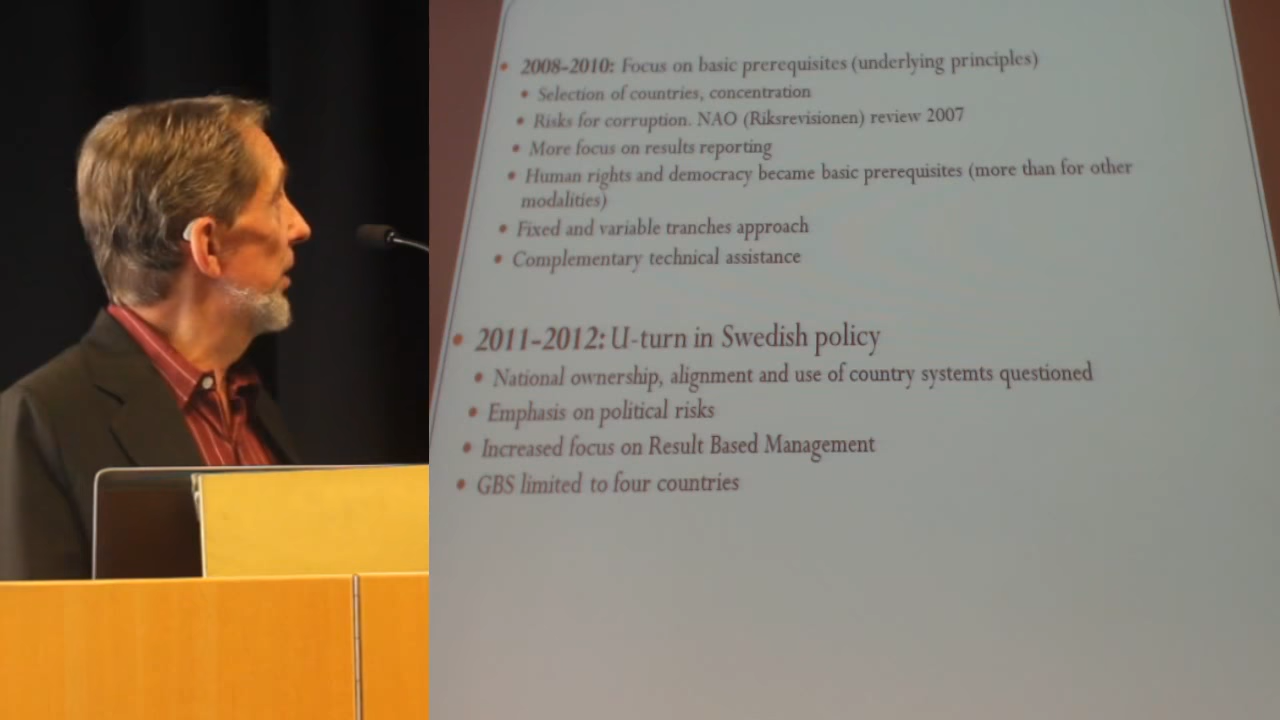 • 2008-2010: Focus on basic prerequisites (underlying principles)
• Selection of countries, concentration
• Risks for corruption. NAO (Riksrevisionen) review 2007
• More focus on results reporting
• Human rights and democracy became basic prerequisites (more than for other
modalities)
• Fixed and variable tranches approach
• Complementary technical assistance
• 2011-2012: U-turn in Swedish policy
• National ownership, alignment and use of country systemts questioned
• Emphasis on political risks
• Increased focus on Result Based Management
• GBS limited to four countries